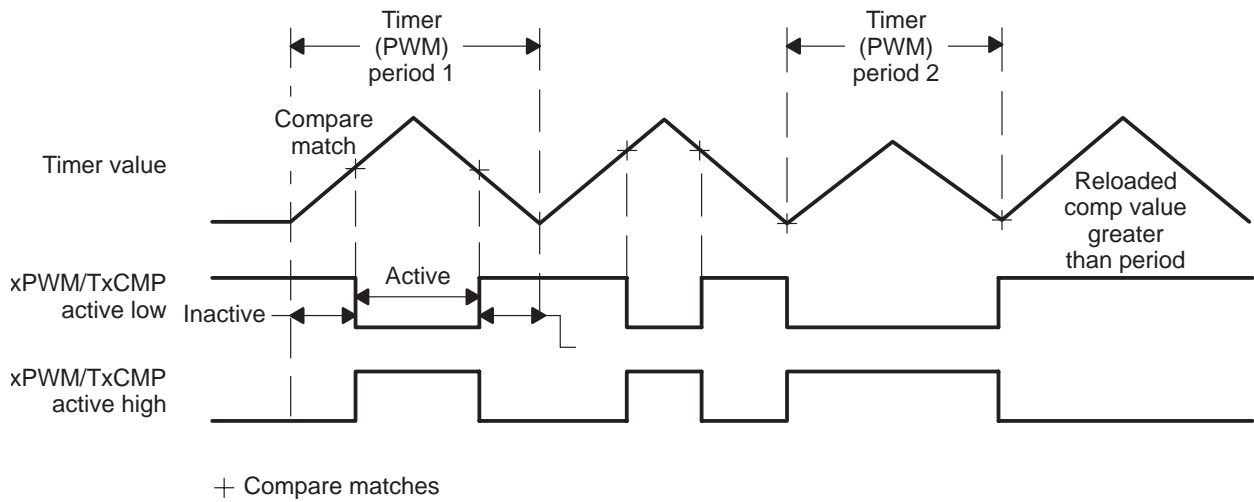 Timer
(PWM)
period 1
Timer
(PWM)
period 2
Compare
match
Timer value
Reloaded
comp value
greater
than period
xPWM/TxCMP
active low
Active
Inactive
xPWM/TxCMP
active high
+ Compare matches